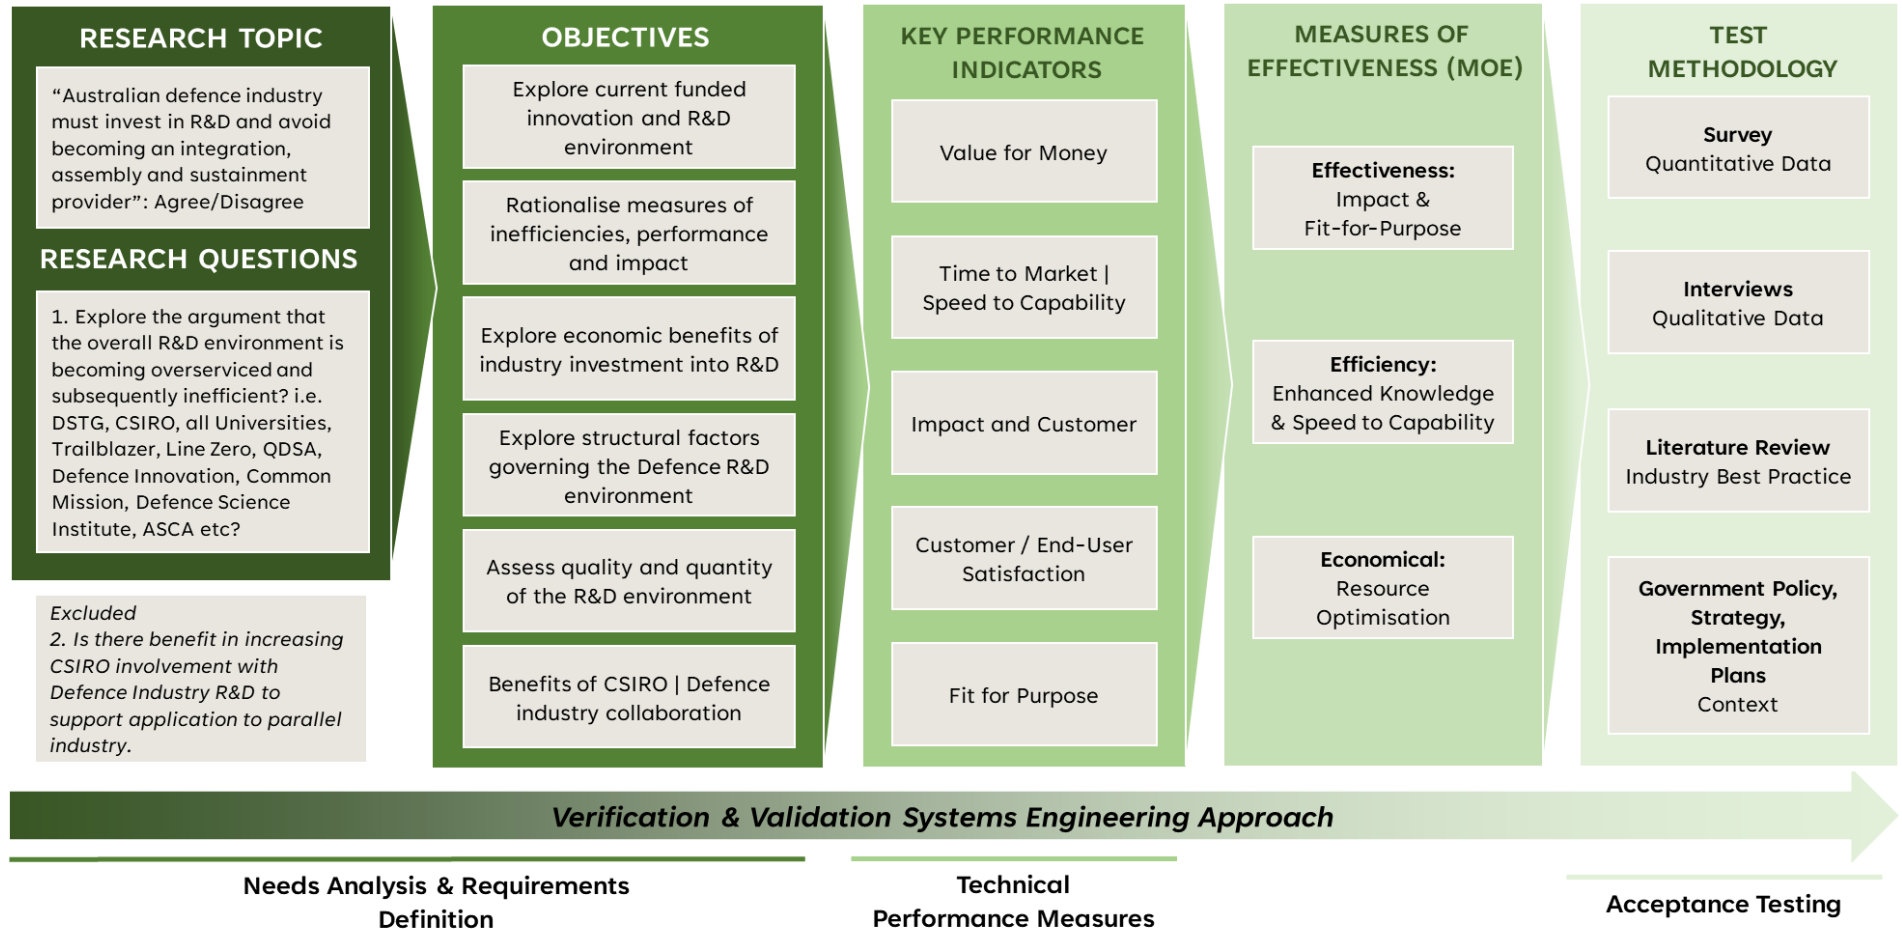 RESEARCH TOPIC
“Australian defence industry
must invest in R&D and avoid
becoming an integration,
assembly and sustainment
provider”: Agree/Disagree
RESEARCH QUESTIONS
1. Explore the argument that
the overall R&D environment is
becoming overserviced and
subsequently inefficient? i.e.
DSTG, CSIRO, all Universities,
Trailblazer, Line Zero, QDSA,
Defence Innovation, Common
Mission, Defence Science
Institute, ASCA etc?
Excluded
2. Is there benefit in increasing
CSIRO involvement with
Defence Industry R&D to
support application to parallel
industry.
OBJECTIVES
Explore current funded
innovation and R&D
environment
Rationalise measures of
inefficiencies, performance
and impact
Explore economic benefits of
industry investment into R&D
Explore structural factors
governing the Defence R&D
environment
Assess quality and quantity
of the R&D environment
Benefits of CSIRO | Defence
industry collaboration
KEY PERFORMANCE
INDICATORS
Value for Money
Time to Market |
Speed to Capability
Impact and Customer
Customer / End-User
Satisfaction
Fit for Purpose
MEASURES OF
EFFECTIVENESS (MOE)
Effectiveness:
Impact &
Fit-for-Purpose
Efficiency:
Enhanced Knowledge
& Speed to Capability
Economical:
Resource
Optimisation
TEST
METHODOLOGY
Survey
Quantitative Data
Interviews
Qualitative Data
Literature Review
Industry Best Practice
Government Policy,
Strategy,
Implementation
Plans
Context
Verification & Validation Systems Engineering Approach
Needs Analysis & Requirements
Definition
Technical
Performance Measures
Acceptance Testing